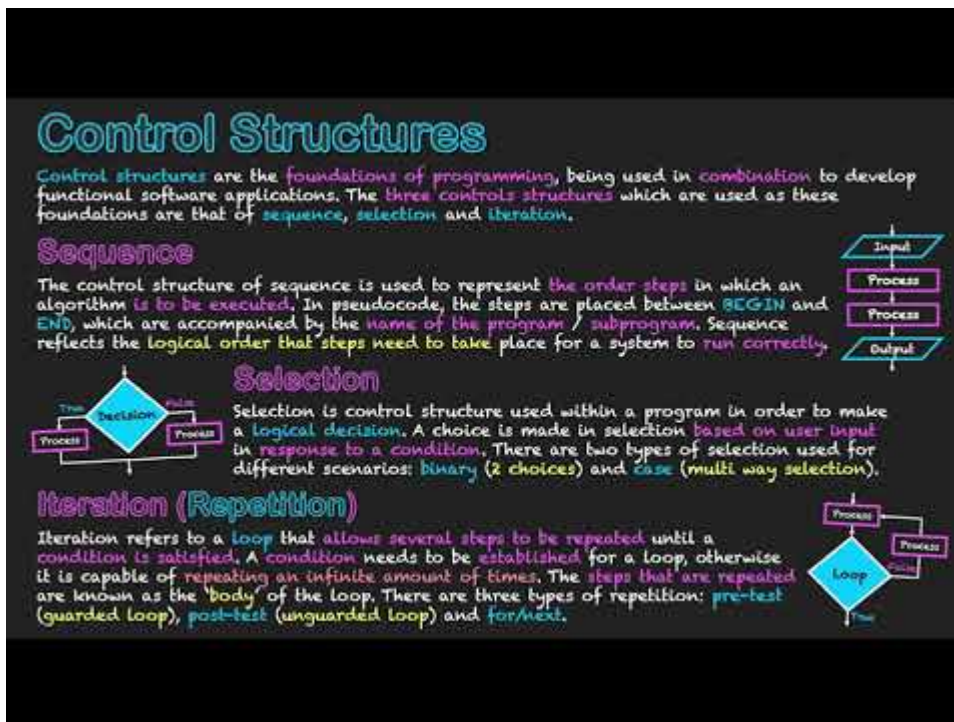 Control Structures
Control structures are the foundations of programming, being used in combination to develop
functional software applications. The three controls structures which are used as these
foundations are that of sequence, selection and iteration.
Sequence
The control structure of sequence is used to represent the order steps in which an
algorithm is to be executed. In pseudocode, the steps are placed between BEGIN and
END, which are accompanied by the name of the program / subprogram. Sequence
reflects the logical order that steps need to take place for a system to run correctly.
Input
Process
Process
Output
Selection
Selection is control structure used within a program in order to make
a logical decision. A choice is made in selection based on user input
in response to a condition. There are two types of selection used for
different scenarios: binary (2 choices) and case (multi way selection).
True
False
Decision
Process
Process
Iteration (Repetition)
Iteration refers to a loop that allows several steps to be repeated until a
condition is satisfied. A condition needs to be established for a loop, otherwise
it is capable of repeating an infinite amount of times. The steps that are repeated
are known as the 'body' of the loop. There are three types of repetition: pre-test
(guarded loop), post-test (unguarded loop) and for/next.
Process
Process
Loop
False
True